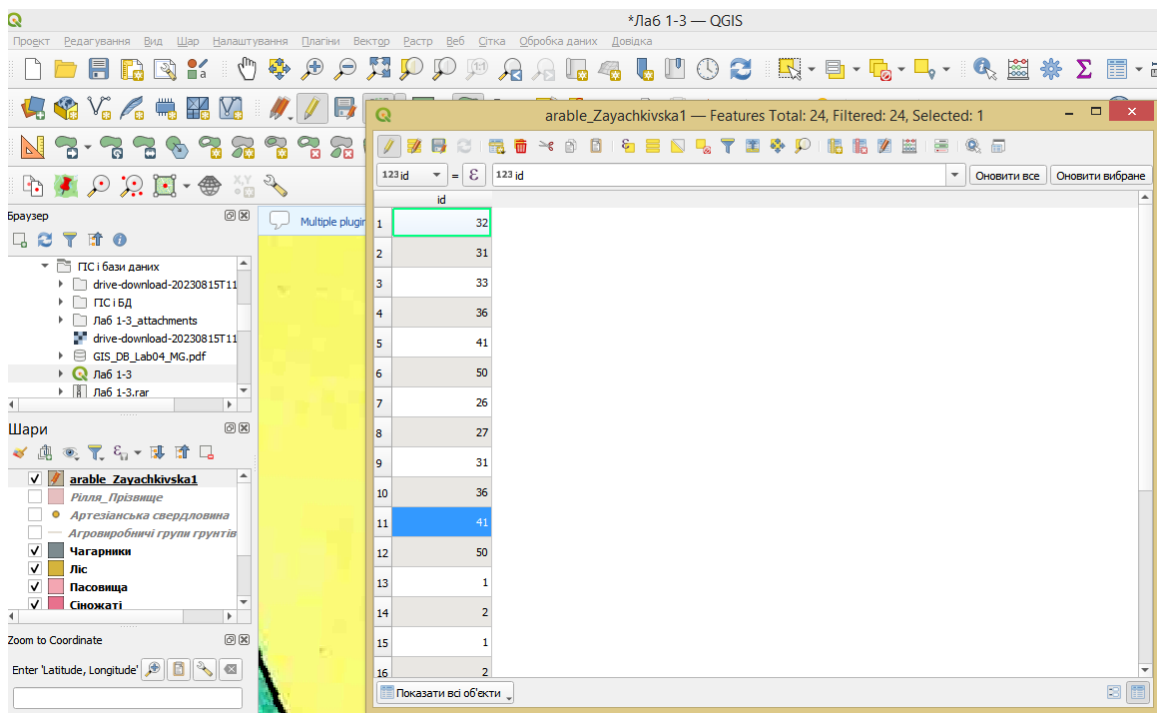 *Лаб 1-3 — QGIS
Проект Редагування Вид Шар Налаштування Плагіни Вектор Растр Веб Сітка Обробка даних Довідка
arable_Zayachkivska1 — Features Total: 24, Filtered: 24, Selected: 1
123 id = ε 123 id Оновити все Оновити вибране
id
1 32
2 31
3 33
4 36
5 41
6 50
7 26
8 27
9 31
10 36
11 41
12 50
13 1
14 2
15 1
16 2
Показати всі об'єкти
Multiple plugin
Браузер
ГІС і бази даних
drive-download-20230815T11
ГІС і БД
Лаб 1-3_attachments
drive-download-20230815T11
GIS_DB_Lab04_MG.pdf
Лаб 1-3
Лаб 1-3.rar
Шари
arable_Zayachkivska1
Рілля_Прізвище
Артезіанська свердловина
Агровиробничі групи ґрунтів
Чагарники
Ліс
Пасовища
Сіножаті
Zoom to Coordinate
Enter 'Latitude, Longitude'